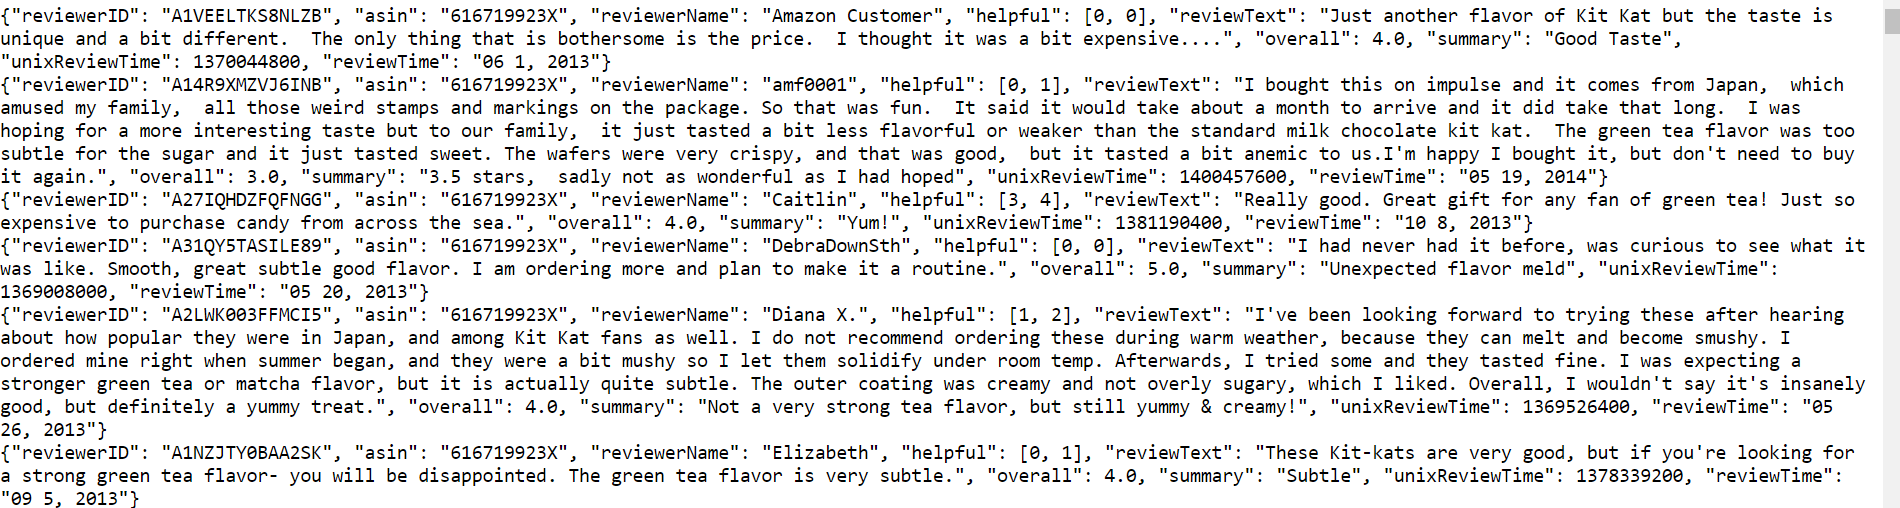 {"reviewerID": "A1VEELTKS8NLZB", "asin": "616719923X", "reviewerName": "Amazon Customer", "helpful": [0, 0], "reviewText": "Just another flavor of Kit Kat but the taste is
unique and a bit different.  The only thing that is bothersome is the price.  I thought it was a bit expensive....", "overall": 4.0, "summary": "Good Taste",
"unixReviewTime": 1370044800, "reviewTime": "06 1, 2013"}
{"reviewerID": "A14R9XMZVJ6INB", "asin": "616719923X", "reviewerName": "amf0001", "helpful": [0, 1], "reviewText": "I bought this on impulse and it comes from Japan,  which
amused my family,  all those weird stamps and markings on the package. So that was fun.  It said it would take about a month to arrive and it did take that long.  I was
hoping for a more interesting taste but to our family,  it just tasted a bit less flavorful or weaker than the standard milk chocolate kit kat.  The green tea flavor was too
subtle for the sugar and it just tasted sweet. The wafers were very crispy, and that was good,  but it tasted a bit anemic to us.I'm happy I bought it, but don't need to buy
it again.", "overall": 3.0, "summary": "3.5 stars,  sadly not as wonderful as I had hoped", "unixReviewTime": 1400457600, "reviewTime": "05 19, 2014"}
{"reviewerID": "A27IQHDZFQFNGG", "asin": "616719923X", "reviewerName": "Caitlin", "helpful": [3, 4], "reviewText": "Really good. Great gift for any fan of green tea! Just so
expensive to purchase candy from across the sea.", "overall": 4.0, "summary": "Yum!", "unixReviewTime": 1381190400, "reviewTime": "10 8, 2013"}
{"reviewerID": "A31QY5TASILE89", "asin": "616719923X", "reviewerName": "DebraDownSth", "helpful": [0, 0], "reviewText": "I had never had it before, was curious to see what it
was like. Smooth, great subtle good flavor. I am ordering more and plan to make it a routine.", "overall": 5.0, "summary": "Unexpected flavor meld", "unixReviewTime":
1369008000, "reviewTime": "05 20, 2013"}
{"reviewerID": "A2LWK003FFMCI5", "asin": "616719923X", "reviewerName": "Diana X.", "helpful": [1, 2], "reviewText": "I've been looking forward to trying these after hearing
about how popular they were in Japan, and among Kit Kat fans as well. I do not recommend ordering these during warm weather, because they can melt and become smushy. I
ordered mine right when summer began, and they were a bit mushy so I let them solidify under room temp. Afterwards, I tried some and they tasted fine. I was expecting a
stronger green tea or matcha flavor, but it is actually quite subtle. The outer coating was creamy and not overly sugary, which I liked. Overall, I wouldn't say it's insanely
good, but definitely a yummy treat.", "overall": 4.0, "summary": "Not a very strong tea flavor, but still yummy & creamy!", "unixReviewTime": 1369526400, "reviewTime": "05
26, 2013"}
{"reviewerID": "A1NZJTY0BAA2SK", "asin": "616719923X", "reviewerName": "Elizabeth", "helpful": [0, 1], "reviewText": "These Kit-kats are very good, but if you're looking for
a strong green tea flavor- you will be disappointed. The green tea flavor is very subtle.", "overall": 4.0, "summary": "Subtle", "unixReviewTime": 1378339200, "reviewTime":
"09 5, 2013"}